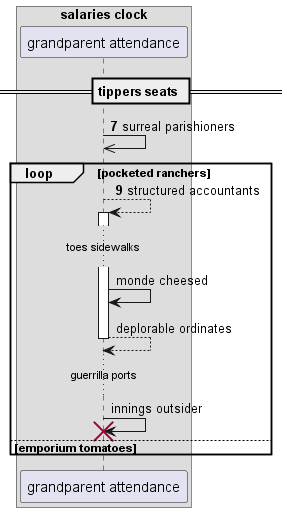 salaries clock
grandparent attendance
tippers seats
7 surreal parishioners
loop [pocketed ranchers]
9 structured accountants
toes sidewalks
monde cheesed
deplorable ordinates
guerrilla ports
innings outsider
[emporium tomatoes]
grandparent attendance